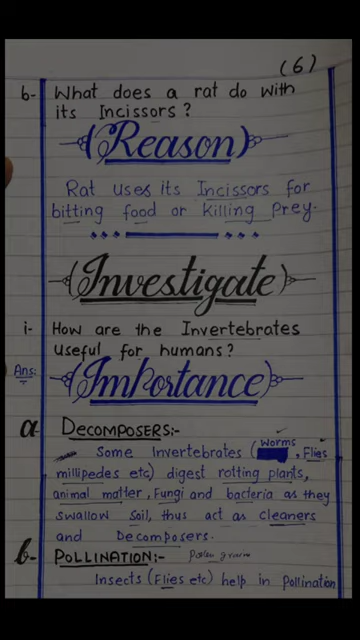 (6)
b- What does a rat do with
its Incissors?
(Reason)
Rat uses its Incissors for
bitting food or killing Prey.
(Investigate)
i- How are the Invertebrates
useful for humans?
Ans:
(Importance)
a- DECOMPOSERS:-
Some Invertebrates (worms, Flies
millipedes etc) digest rotting plants,
animal matter, Fungi and bacteria as they
swallow Soil, thus act as cleaners
and Decomposers.
b- POLLINATION:- Pollen grains
Insects (Flies etc) help in Pollination